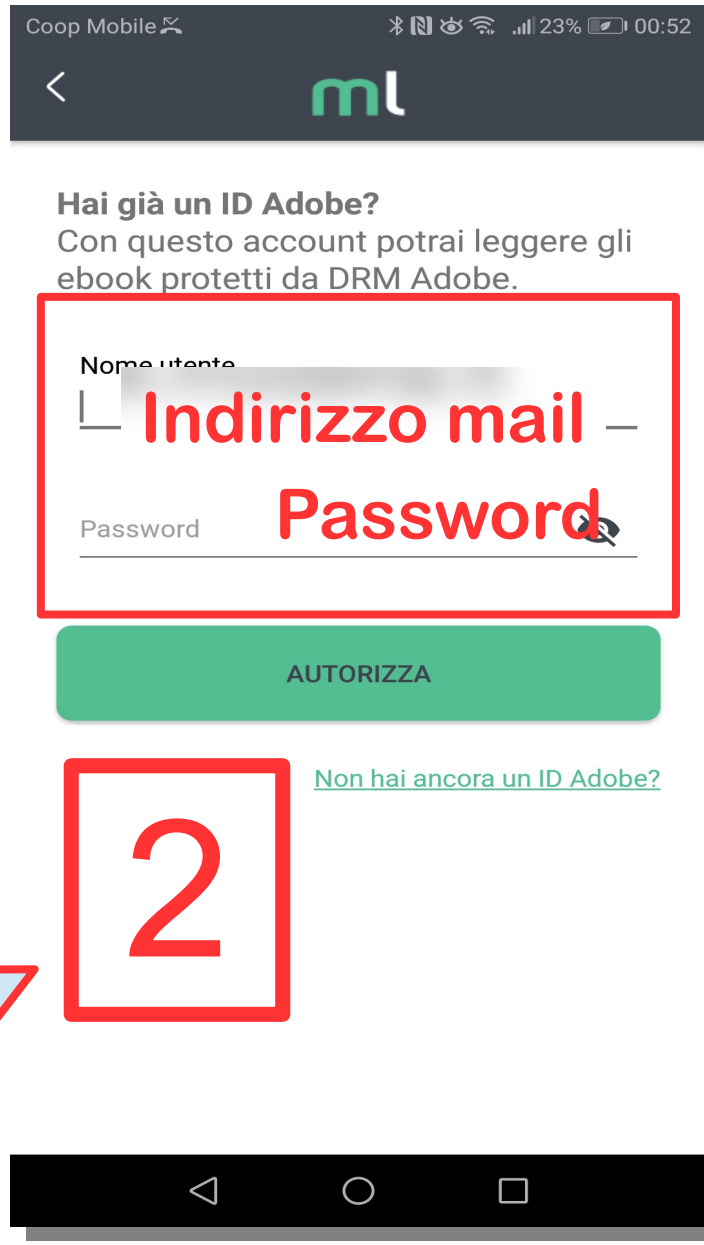 Coop Mobile 23% 00:52
ml
Hai già un ID Adobe?
Con questo account potrai leggere gli
ebook protetti da DRM Adobe.
Nome utente
Indirizzo mail
Password Password
AUTORIZZA
Non hai ancora un ID Adobe?
2